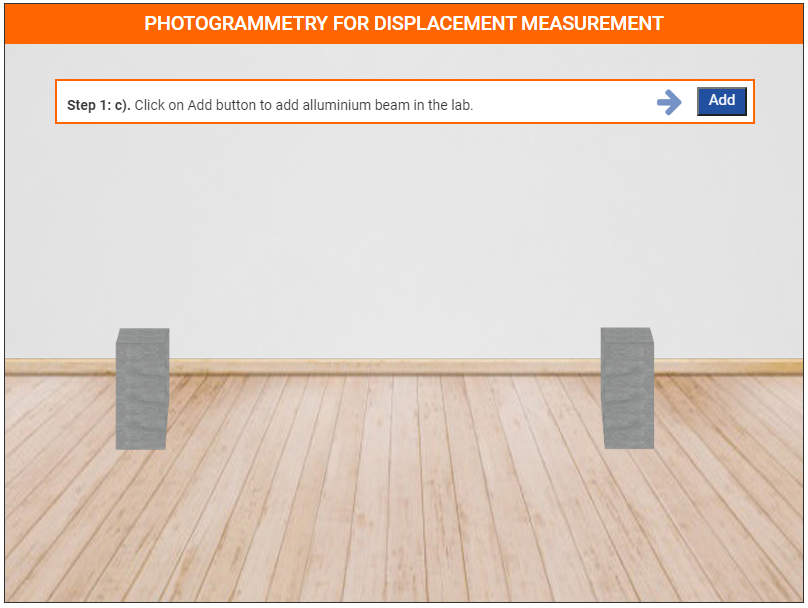 PHOTOGRAMMETRY FOR DISPLACEMENT MEASUREMENT
Step 1: c). Click on Add button to add alluminium beam in the lab.
Add